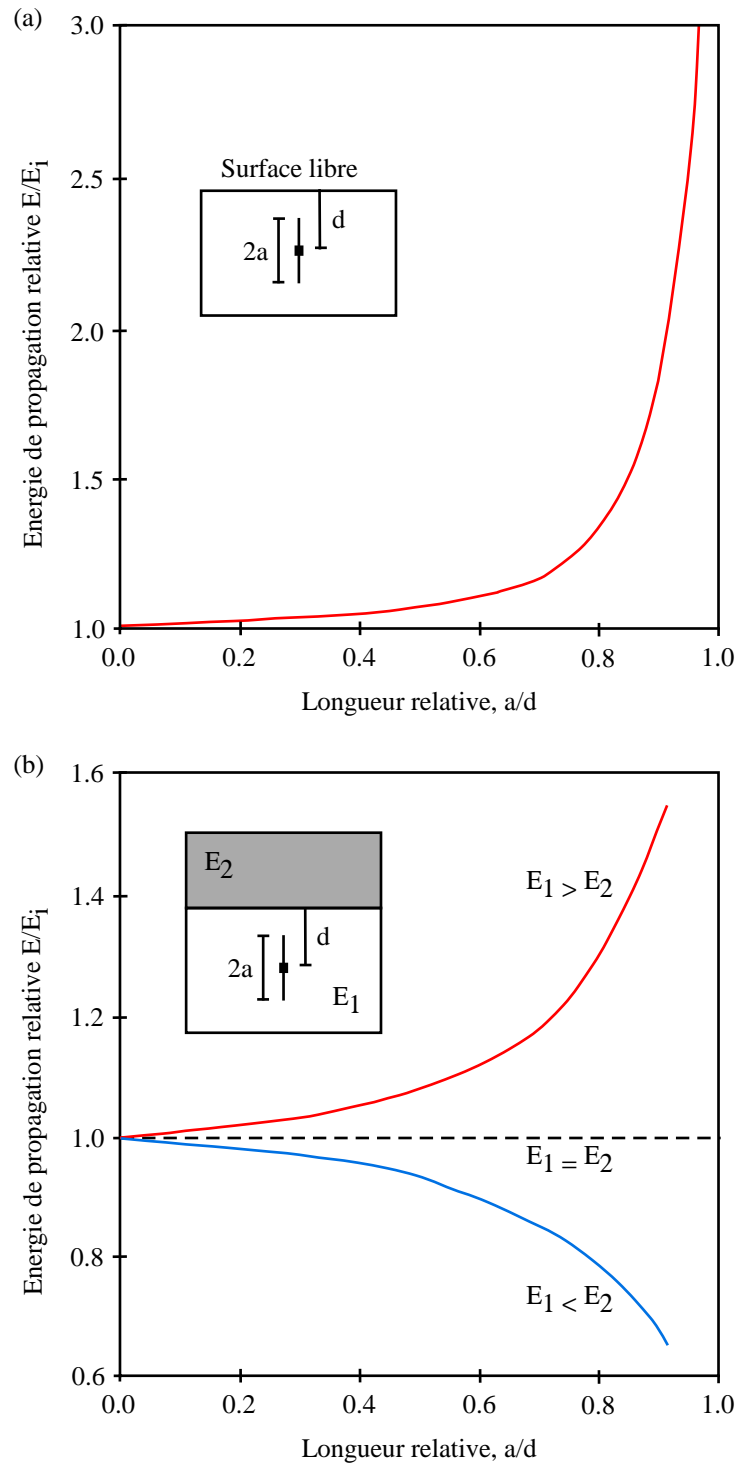 (a)
Energie de propagation relative E/Ei
3.0
2.5
2.0
1.5
1.0
Surface libre
d
2a
0.0 0.2 0.4 0.6 0.8 1.0
Longueur relative, a/d
(b)
Energie de propagation relative E/Ei
1.6
1.4
1.2
1.0
0.8
0.6
E2
d
2a
E1
E1 > E2
E1 = E2
E1 < E2
0.0 0.2 0.4 0.6 0.8 1.0
Longueur relative, a/d